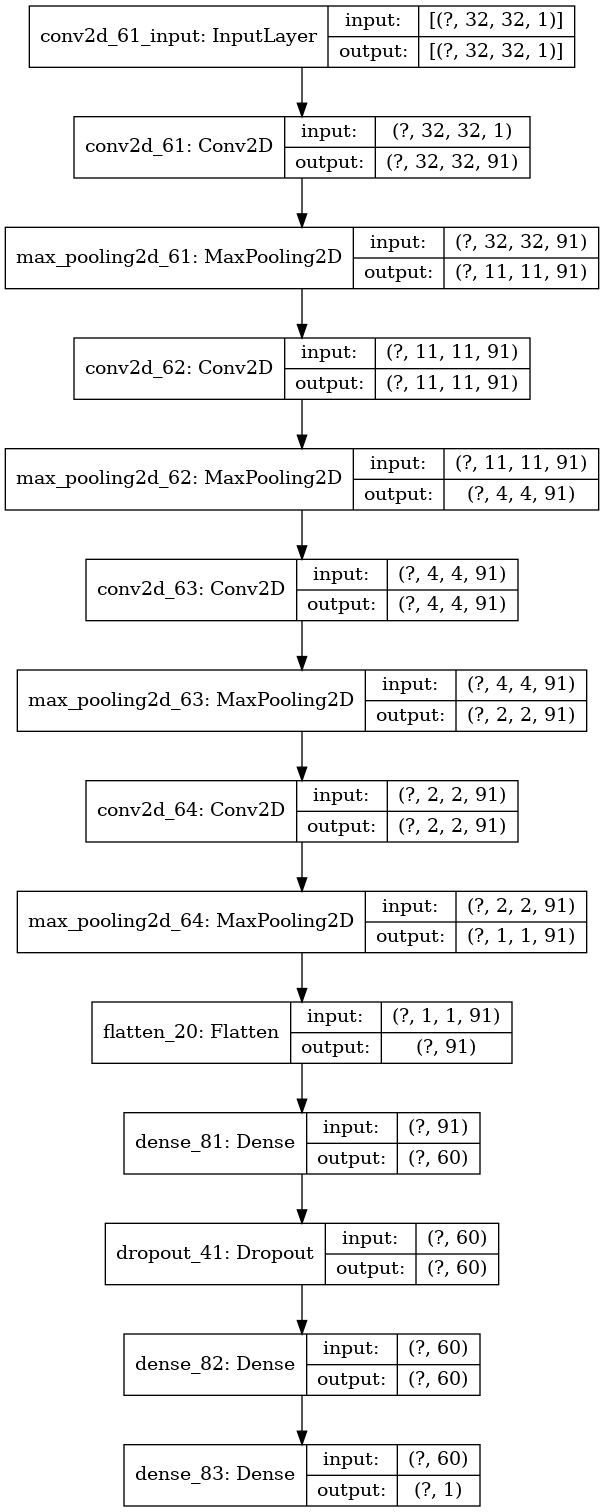 conv2d_61_input: InputLayer
input: [(?, 32, 32, 1)]
output: [(?, 32, 32, 1)]
conv2d_61: Conv2D
input: (?, 32, 32, 1)
output: (?, 32, 32, 91)
max_pooling2d_61: MaxPooling2D
input: (?, 32, 32, 91)
output: (?, 11, 11, 91)
conv2d_62: Conv2D
input: (?, 11, 11, 91)
output: (?, 11, 11, 91)
max_pooling2d_62: MaxPooling2D
input: (?, 11, 11, 91)
output: (?, 4, 4, 91)
conv2d_63: Conv2D
input: (?, 4, 4, 91)
output: (?, 4, 4, 91)
max_pooling2d_63: MaxPooling2D
input: (?, 4, 4, 91)
output: (?, 2, 2, 91)
conv2d_64: Conv2D
input: (?, 2, 2, 91)
output: (?, 2, 2, 91)
max_pooling2d_64: MaxPooling2D
input: (?, 2, 2, 91)
output: (?, 1, 1, 91)
flatten_20: Flatten
input: (?, 1, 1, 91)
output: (?, 91)
dense_81: Dense
input: (?, 91)
output: (?, 60)
dropout_41: Dropout
input: (?, 60)
output: (?, 60)
dense_82: Dense
input: (?, 60)
output: (?, 60)
dense_83: Dense
input: (?, 60)
output: (?, 1)